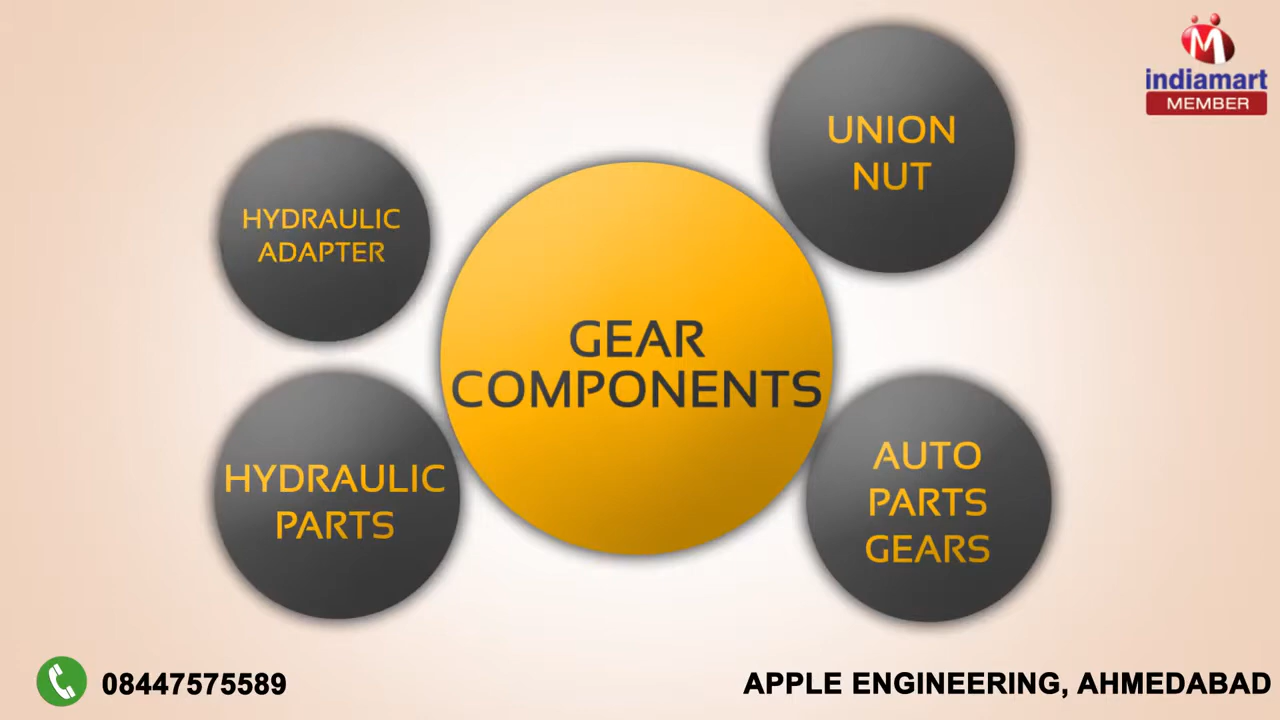 indiamart
MEMBER
UNION
NUT
HYDRAULIC
ADAPTER
GEAR
COMPONENTS
HYDRAULIC
PARTS
AUTO
PARTS
GEARS
08447575589
APPLE ENGINEERING, AHMEDABAD